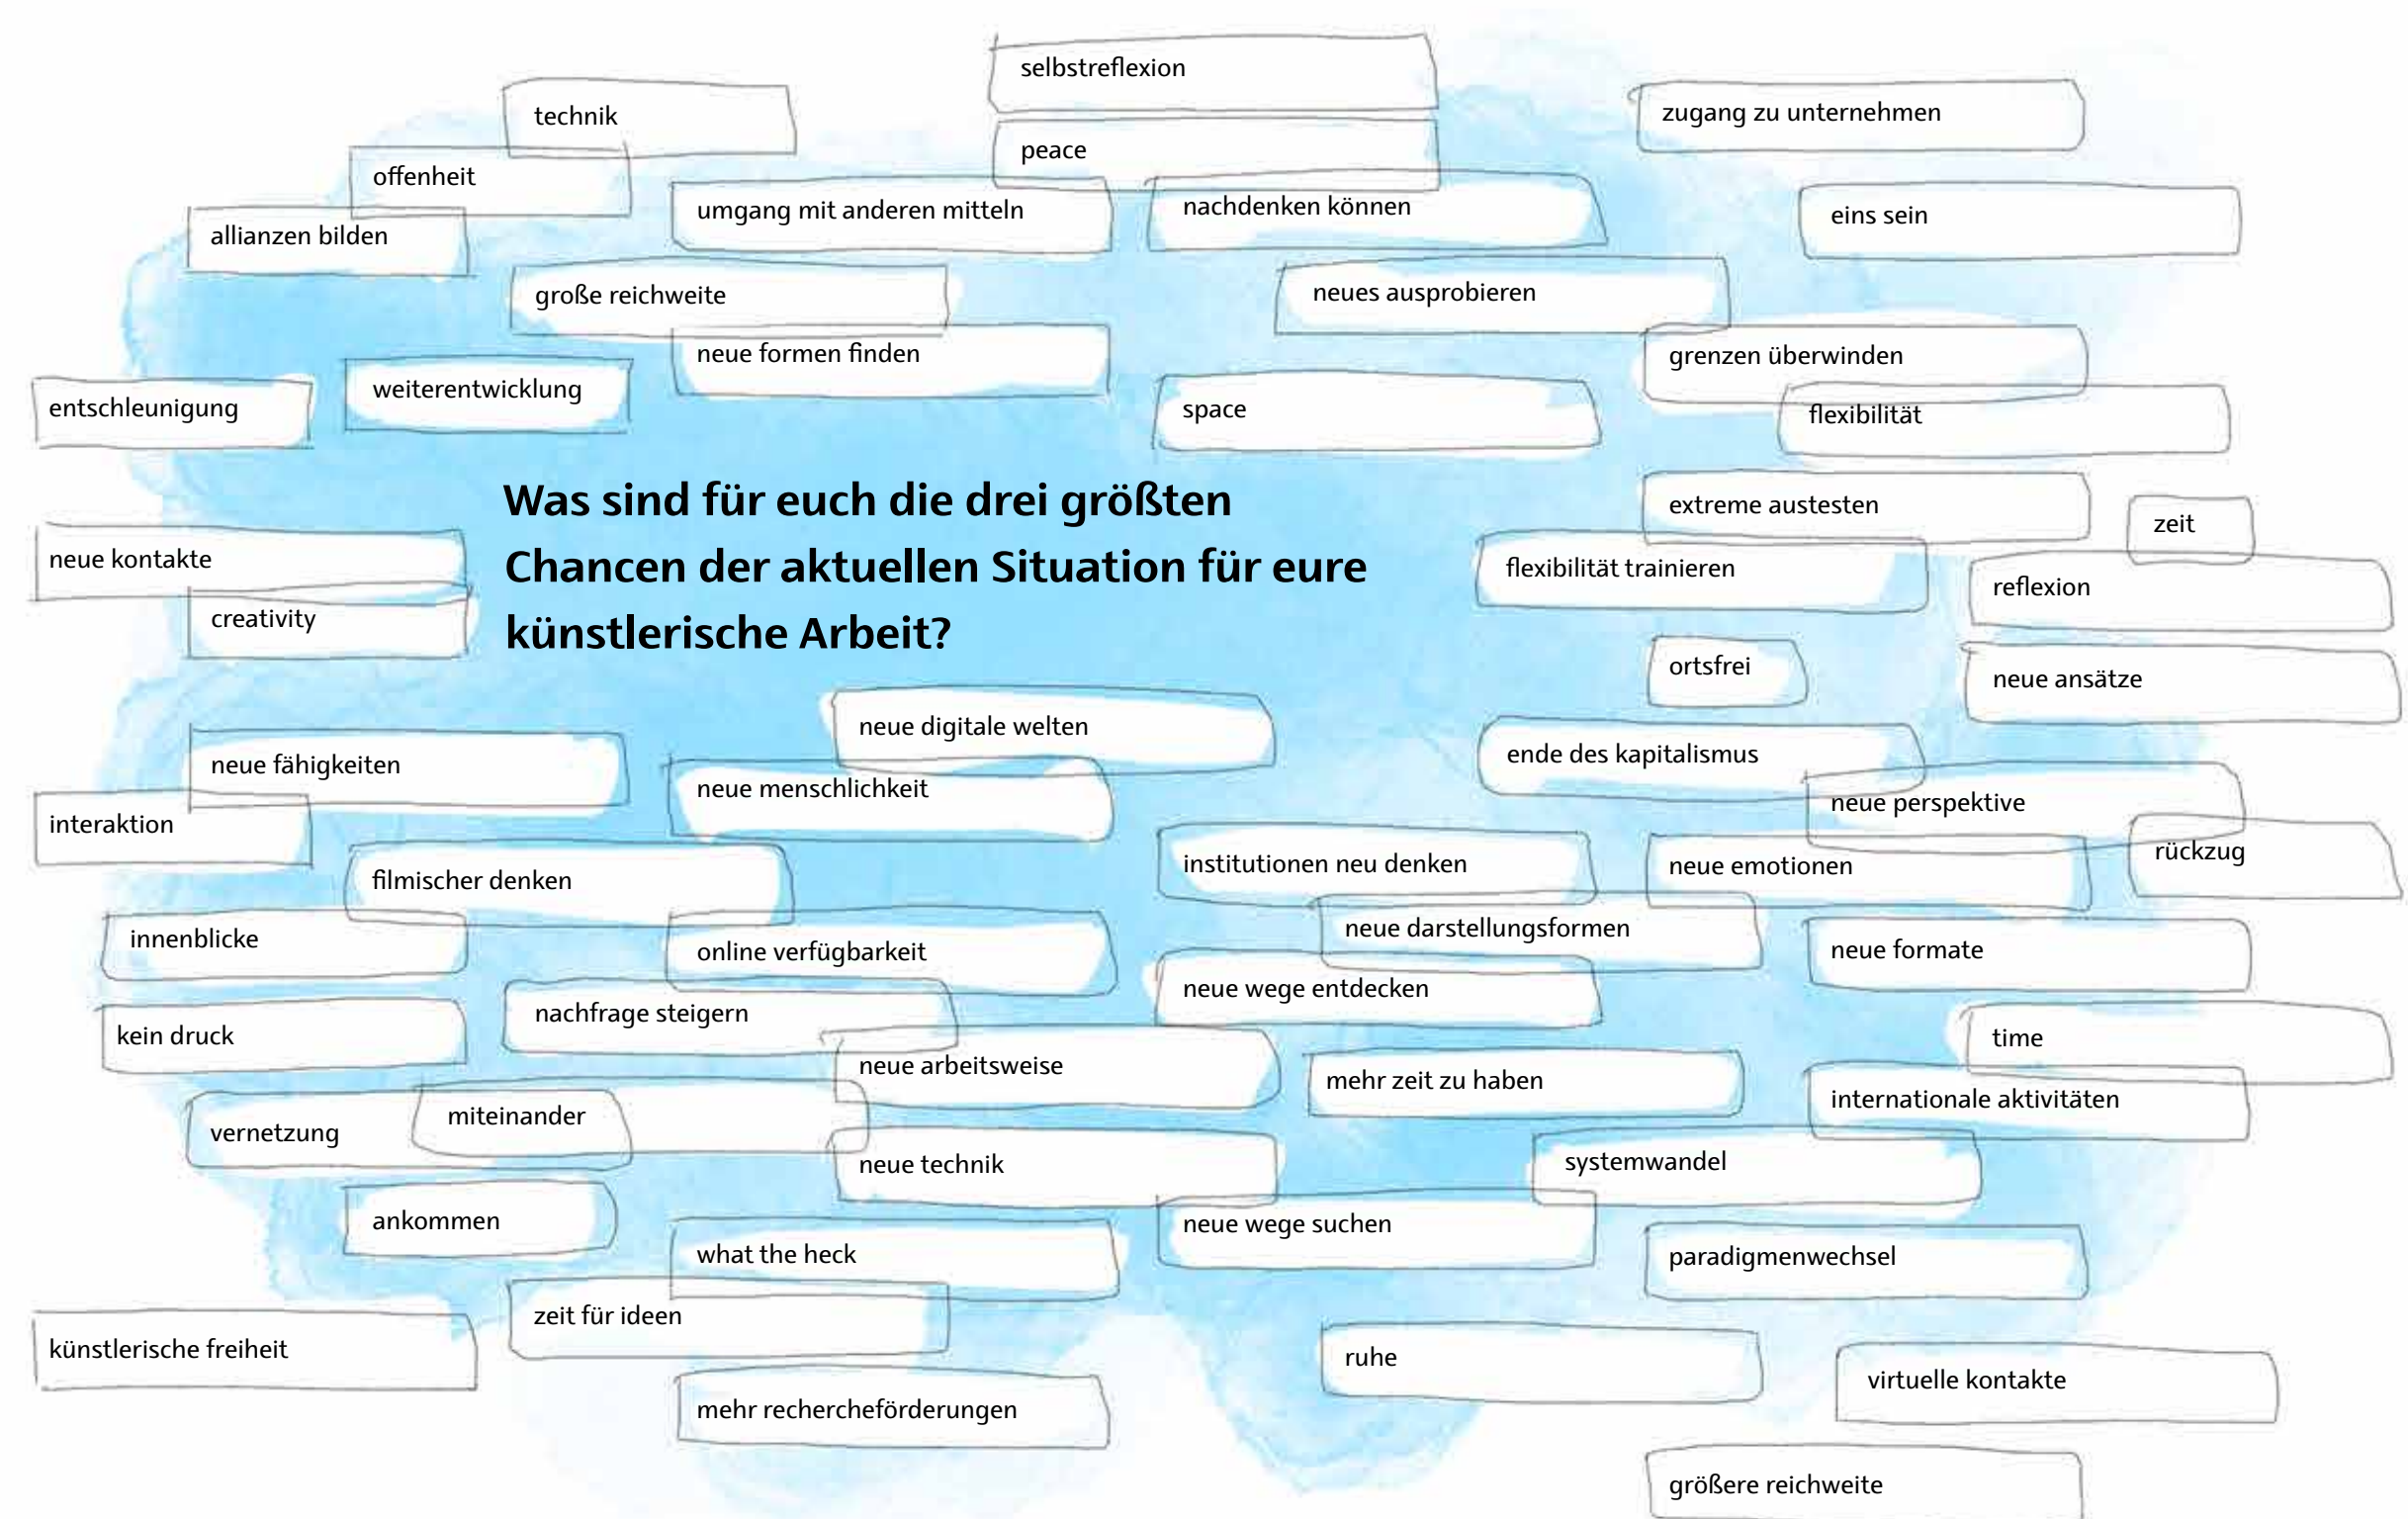 selbstreflexion
technik
zugang zu unternehmen
peace
offenheit
umgang mit anderen mitteln
nachdenken können
eins sein
allianzen bilden
große reichweite
neues ausprobieren
neue formen finden
grenzen überwinden
weiterentwicklung
entschleunigung
space
flexibilität
Was sind für euch die drei größten
Chancen der aktuellen Situation für eure
künstlerische Arbeit?
extreme austesten
zeit
neue kontakte
flexibilität trainieren
reflexion
creativity
ortsfrei
neue ansätze
neue digitale welten
neue fähigkeiten
ende des kapitalismus
neue menschlichkeit
neue perspektive
interaktion
rückzug
institutionen neu denken
neue emotionen
filmischer denken
neue darstellungsformen
innenblicke
online verfügbarkeit
neue formate
neue wege entdecken
nachfrage steigern
kein druck
time
neue arbeitsweise
mehr zeit zu haben
internationale aktivitäten
miteinander
vernetzung
neue technik
systemwandel
ankommen
neue wege suchen
what the heck
paradigmenwechsel
zeit für ideen
künstlerische freiheit
ruhe
virtuelle kontakte
mehr rechercheförderungen
größere reichweite